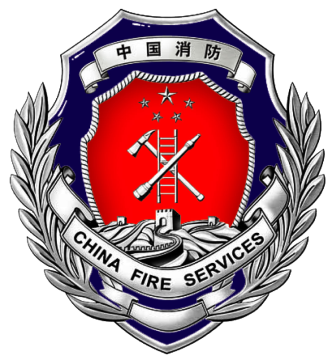 中国消防
CHINA FIRE SERVICES